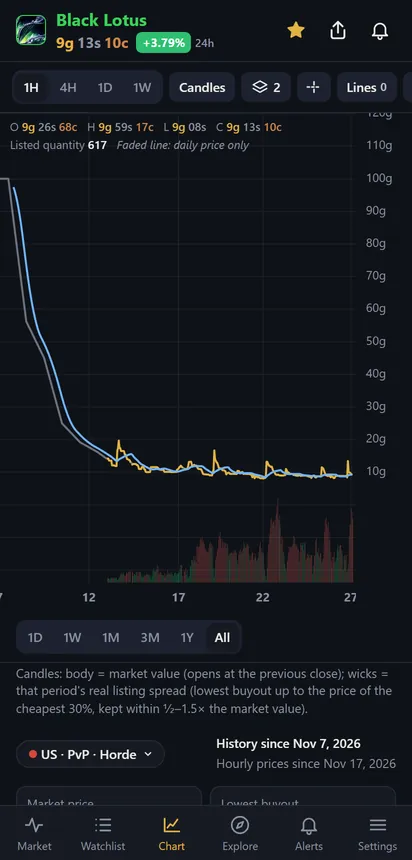 Black Lotus
9g 13s 10c +3.79% 24h
1H 4H 1D 1W Candles 2 Lines 0
O 9g 26s 68c H 9g 59s 17c L 9g 08s C 9g 13s 10c
Listed quantity 617 Faded line: daily price only
120g
110g
100g
90g
80g
70g
60g
50g
40g
30g
20g
10g
7 12 17 22 27
1D 1W 1M 3M 1Y All
Candles: body = market value (opens at the previous close); wicks =
that period's real listing spread (lowest buyout up to the price of the
cheapest 30%, kept within ½–1.5× the market value).
US · PvP · Horde
History since Nov 7, 2026
Hourly prices since Nov 17, 2026
Market price Lowest buyout
Market Watchlist Chart Explore Alerts Settings